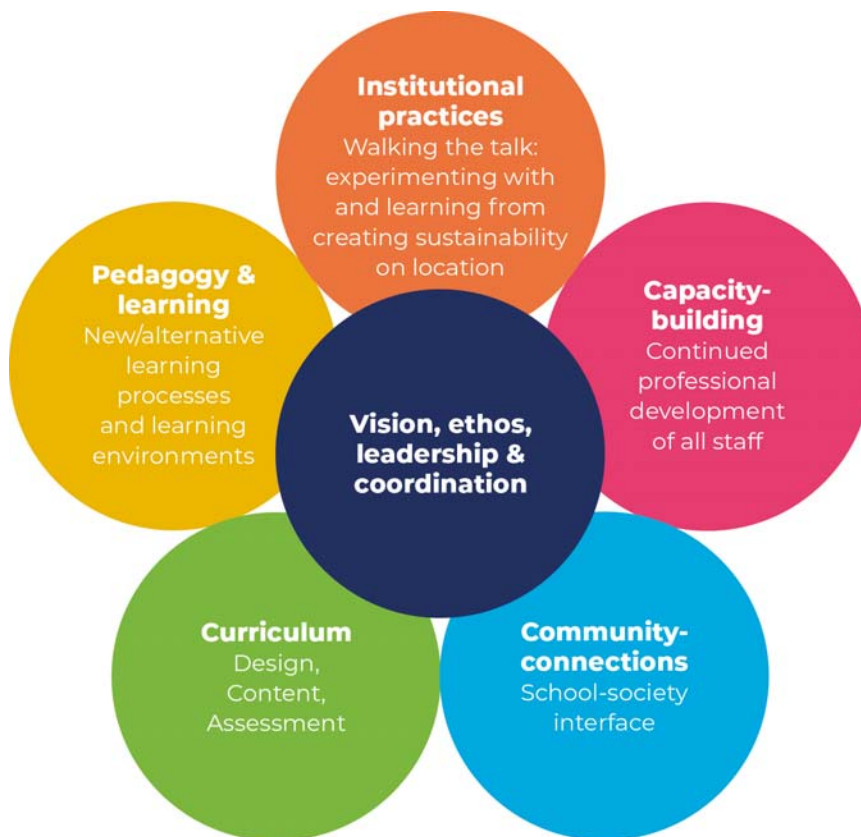 Institutional
practices
Walking the talk:
experimenting with
and learning from
creating sustainability
on location
Pedagogy &
learning
New/alternative
learning
processes
and learning
environments
Capacity-
building
Continued
professional
development
of all staff
Vision, ethos,
leadership &
coordination
Curriculum
Design,
Content,
Assessment
Community-
connections
School-society
interface